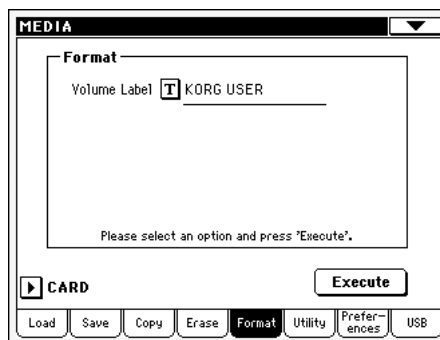 MEDIA
Format
Volume Label T KORG USER
Please select an option and press 'Execute'.
CARD
Execute
Load Save Copy Erase Format Utility Prefer-
ences USB